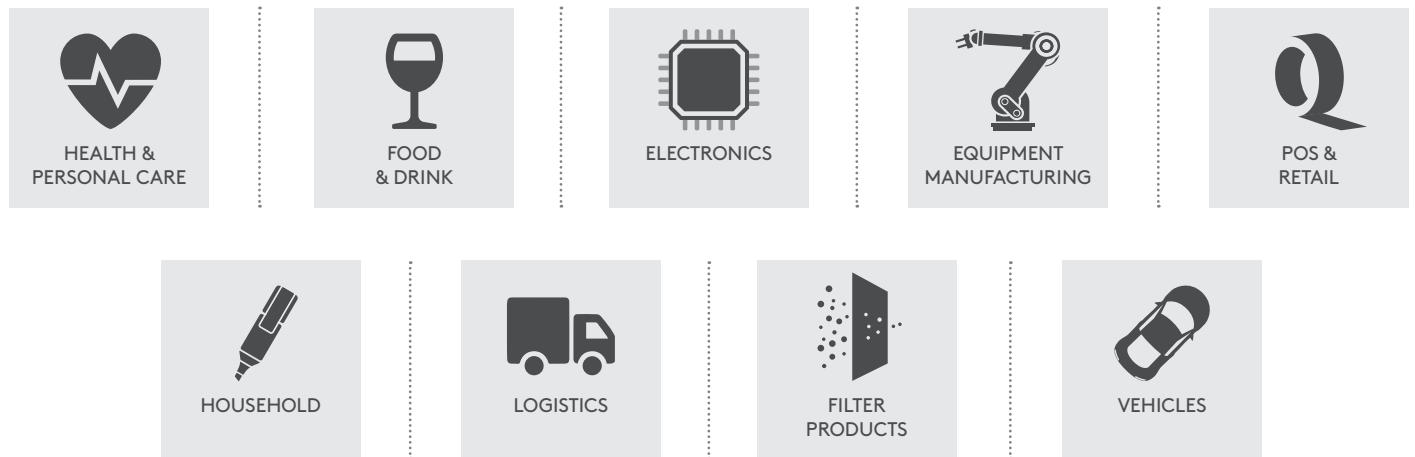 HEALTH &
PERSONAL CARE
FOOD
& DRINK
ELECTRONICS
EQUIPMENT
MANUFACTURING
POS &
RETAIL
HOUSEHOLD
LOGISTICS
FILTER
PRODUCTS
VEHICLES